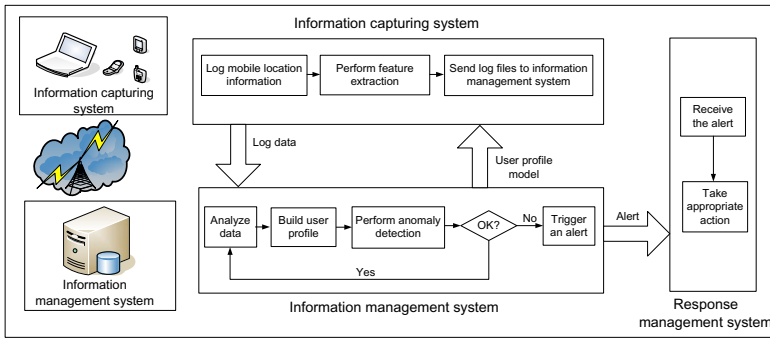 Information capturing system
Log mobile location
information
Perform feature
extraction
Send log files to information
management system
Information capturing
system
Log data
User profile
model
Receive
the alert
Take
appropriate
action
Analyze
data
Build user
profile
Perform anomaly
detection
OK?
No
Trigger
an alert
Alert
Yes
Information
management system
Information management system
Response
management system